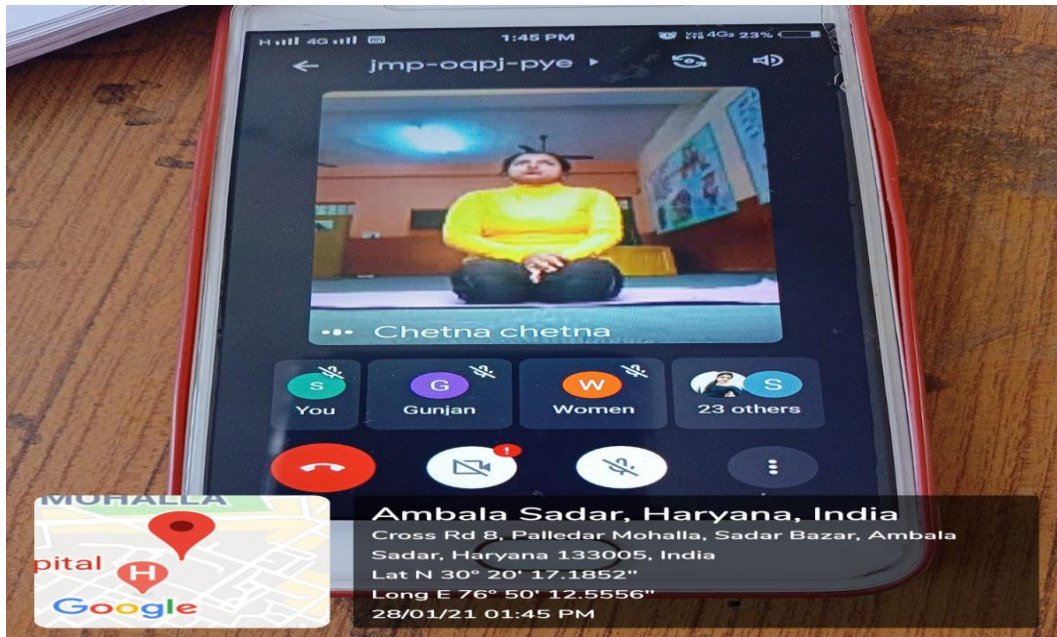 4G
1:45 PM
4G 23%
jmp-oqpj-pye
Chetna chetna
S
You
G
Gunjan
W
Women
S
23 others
MOHALLA
pital
H
Google
Ambala Sadar, Haryana, India
Cross Rd 8, Palledar Mohalla, Sadar Bazar, Ambala
Sadar, Haryana 133005, India
Lat N 30° 20' 17.1852"
Long E 76° 50' 12.5556"
28/01/21 01:45 PM